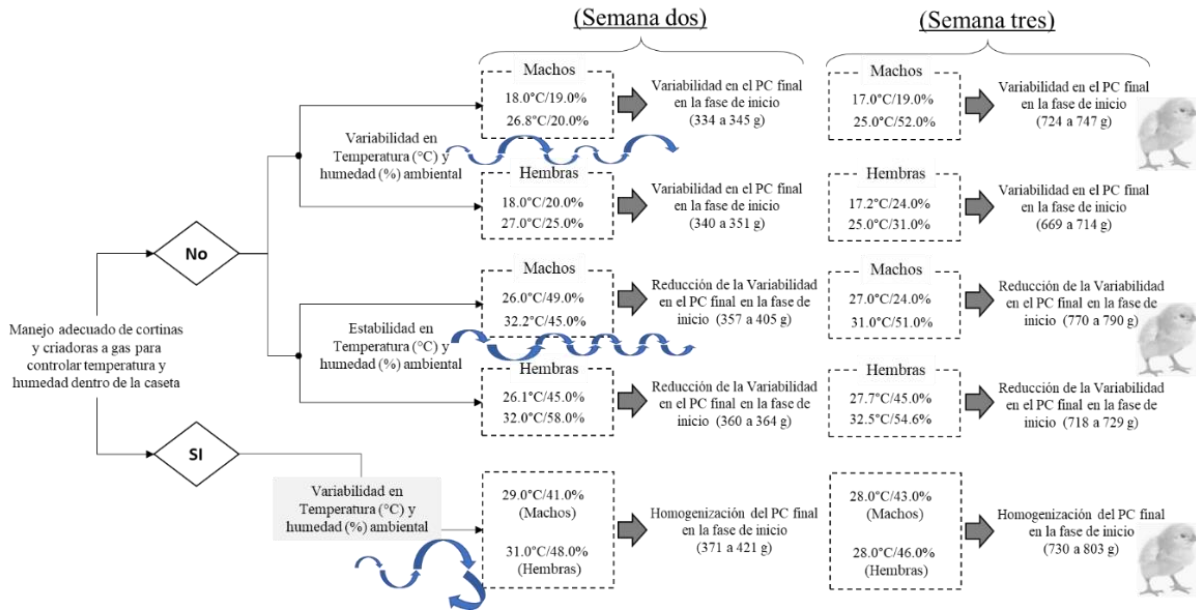 (Semana dos)
(Semana tres)
Machos
18.0°C/19.0%
26.8°C/20.0%
Variabilidad en el PC final
en la fase de inicio
(334 a 345 g)
Machos
17.0°C/19.0%
25.0°C/52.0%
Variabilidad en el PC final
en la fase de inicio
(724 a 747 g)
Variabilidad en
Temperatura (°C) y
humedad (%) ambiental
Hembras
18.0°C/20.0%
27.0°C/25.0%
Variabilidad en el PC final
en la fase de inicio
(340 a 351 g)
Hembras
17.2°C/24.0%
25.0°C/31.0%
Variabilidad en el PC final
en la fase de inicio
(669 a 714 g)
No
Manejo adecuado de cortinas
y criadoras a gas para
controlar temperatura y
humedad dentro de la caseta
Machos
26.0°C/49.0%
32.2°C/45.0%
Reducción de la Variabilidad
en el PC final en la fase de
inicio (357 a 405 g)
Machos
27.0°C/24.0%
31.0°C/51.0%
Reducción de la Variabilidad
en el PC final en la fase de
inicio (770 a 790 g)
Estabilidad en
Temperatura (°C) y
humedad (%) ambiental
Hembras
26.1°C/45.0%
32.0°C/58.0%
Reducción de la Variabilidad
en el PC final en la fase de
inicio (360 a 364 g)
Hembras
27.7°C/45.0%
32.5°C/54.6%
Reducción de la Variabilidad
en el PC final en la fase de
inicio (718 a 729 g)
SI
Variabilidad en
Temperatura (°C) y
humedad (%) ambiental
29.0°C/41.0%
(Machos)
31.0°C/48.0%
(Hembras)
Homogenización del PC final
en la fase de inicio
(371 a 421 g)
28.0°C/43.0%
(Machos)
28.0°C/46.0%
(Hembras)
Homogenización del PC final
en la fase de inicio
(730 a 803 g)